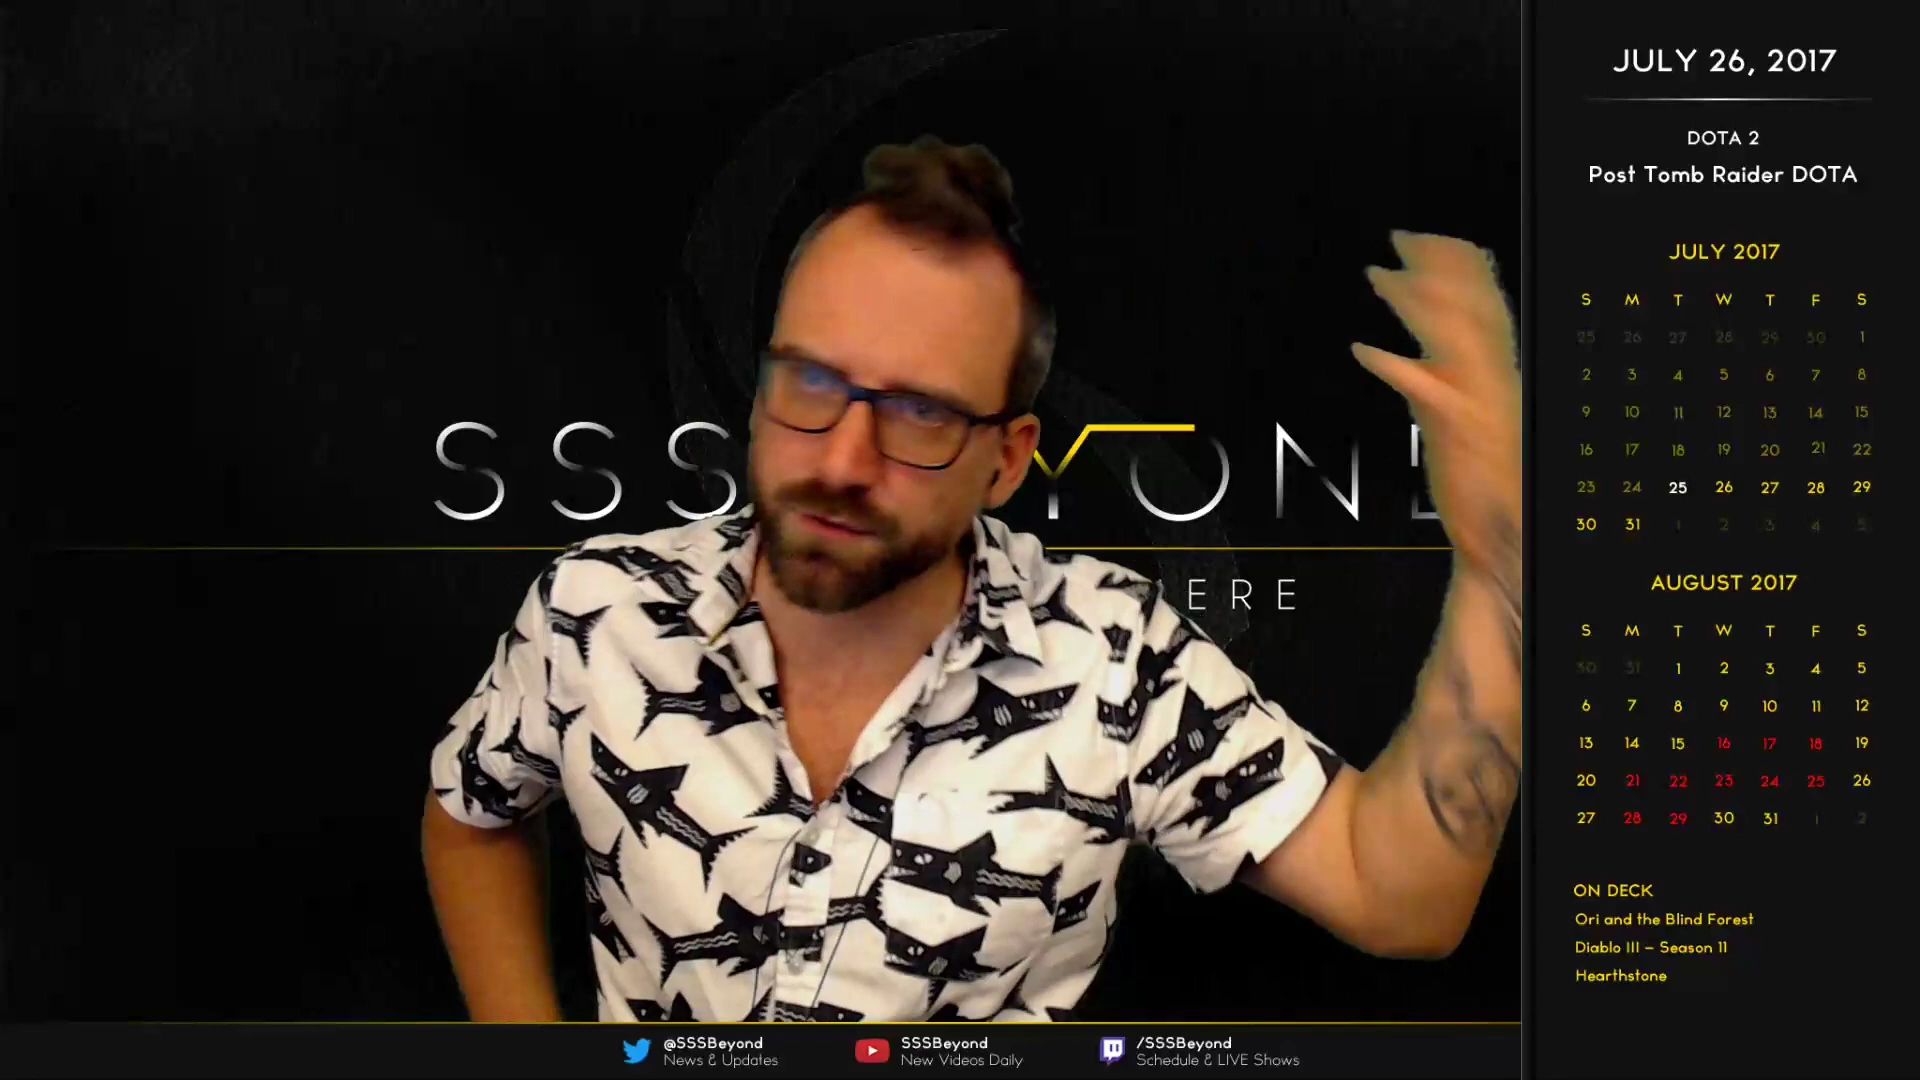 SSS YON
ERE
JULY 26, 2017
DOTA 2
Post Tomb Raider DOTA
JULY 2017
S M T W T F S
25 26 27 28 29 30 1
2 3 4 5 6 7 8
9 10 11 12 13 14 15
16 17 18 19 20 21 22
23 24 25 26 27 28 29
30 31 1 2 3 4 5
AUGUST 2017
S M T W T F S
30 31 1 2 3 4 5
6 7 8 9 10 11 12
13 14 15 16 17 18 19
20 21 22 23 24 25 26
27 28 29 30 31 1 2
ON DECK
Ori and the Blind Forest
Diablo III – Season 11
Hearthstone
@SSSBeyond
News & Updates
SSSBeyond
New Videos Daily
/SSSBeyond
Schedule & LIVE Shows